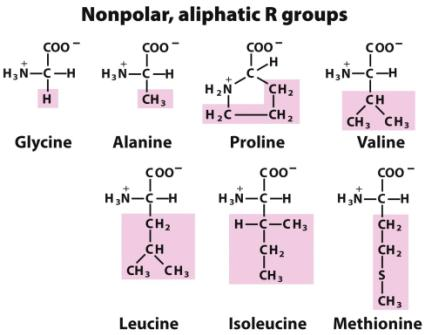 Nonpolar, aliphatic R groups
COO⁻
H₃N⁺–C–H
H
Glycine
COO⁻
H₃N⁺–C–H
CH₃
Alanine
COO⁻
C H
H₂N⁺ CH₂
H₂C CH₂
Proline
COO⁻
H₃N⁺–C–H
CH
CH₃ CH₃
Valine
COO⁻
H₃N⁺–C–H
CH₂
CH
CH₃ CH₃
Leucine
COO⁻
H₃N⁺–C–H
H–C–CH₃
CH₂
CH₃
Isoleucine
COO⁻
H₃N⁺–C–H
CH₂
CH₂
S
CH₃
Methionine